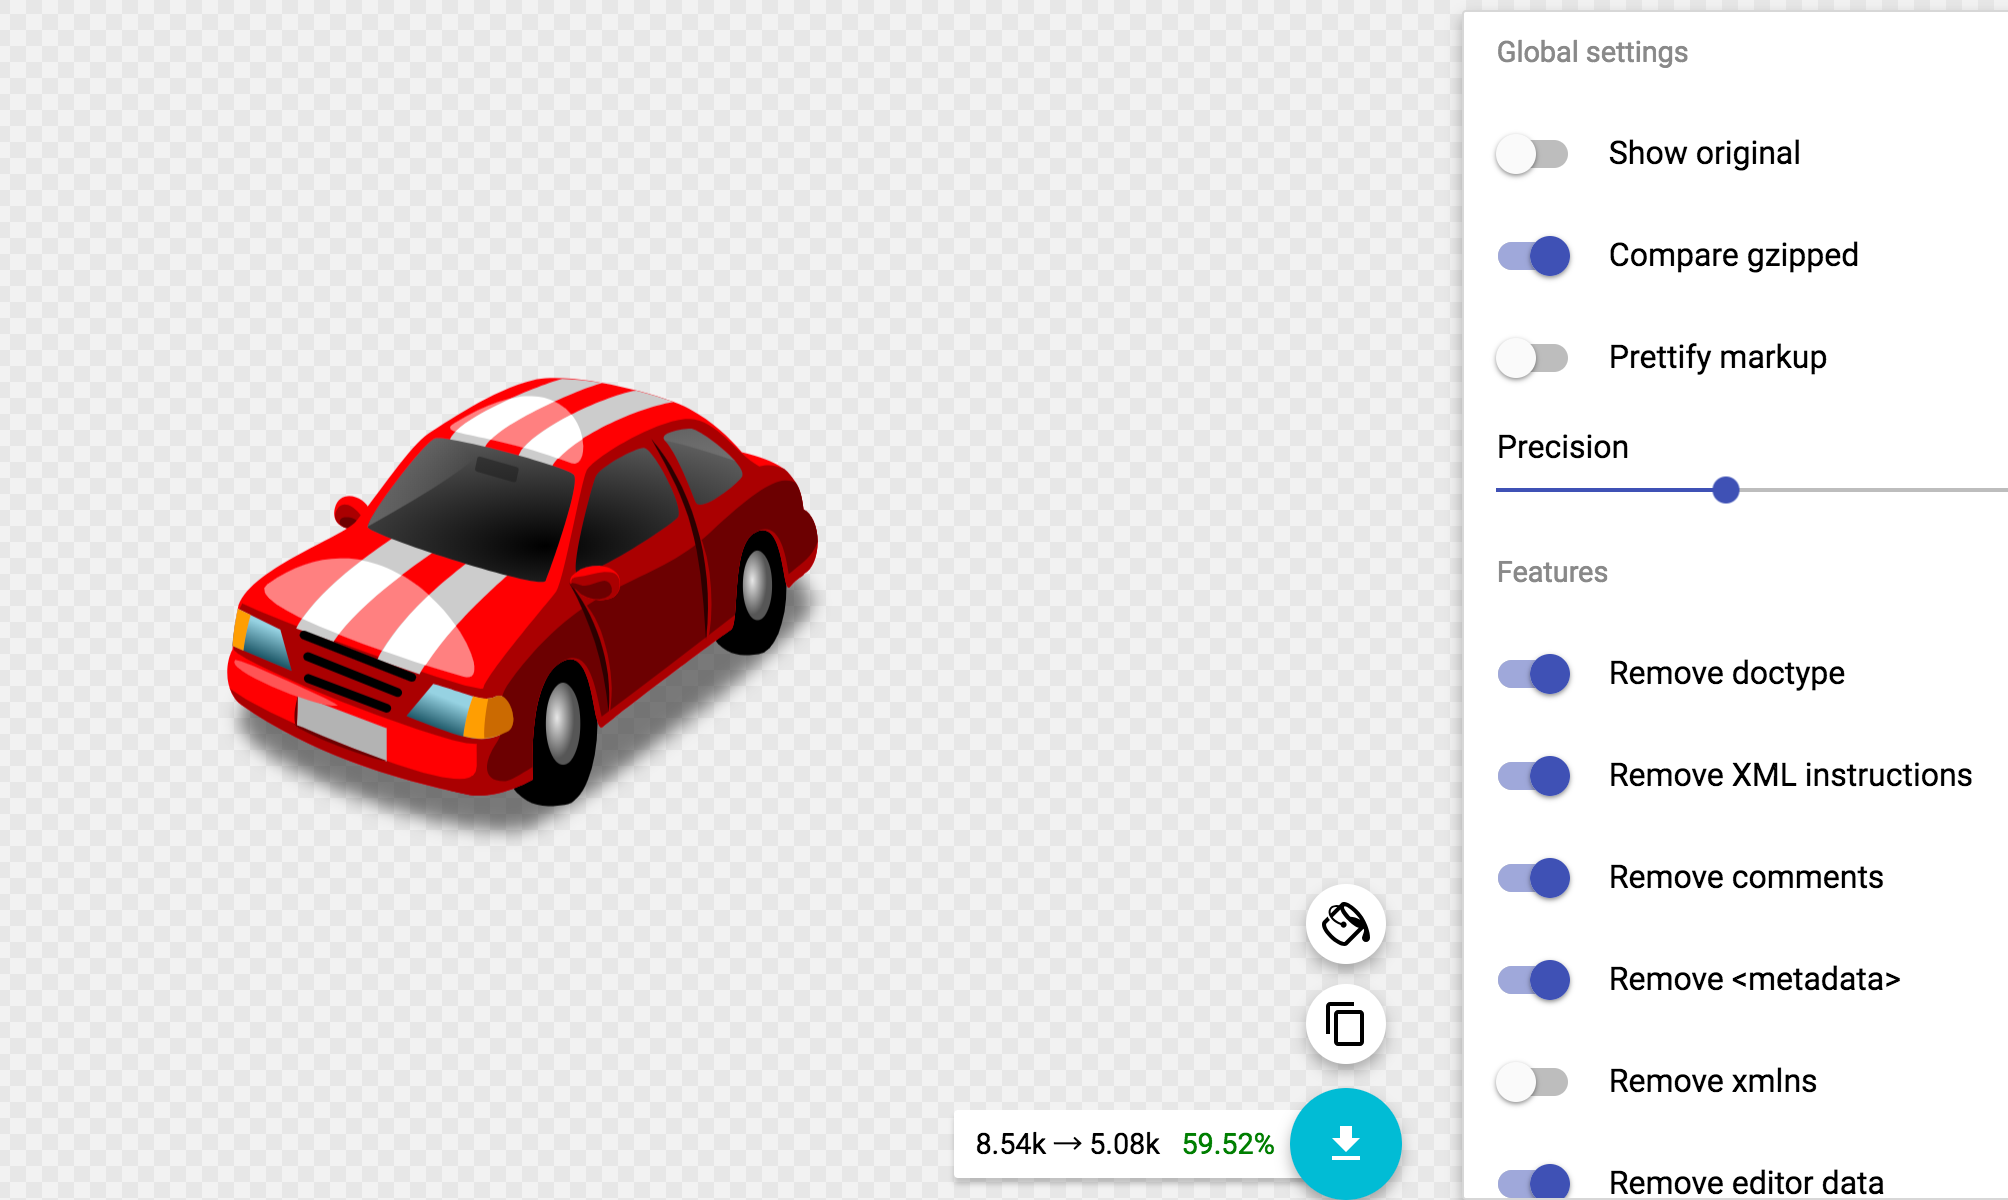 Global settings
Show original
Compare gzipped
Prettify markup
Precision
Features
Remove doctype
Remove XML instructions
Remove comments
Remove <metadata>
Remove xmlns
Remove editor data
8.54k → 5.08k 59.52%